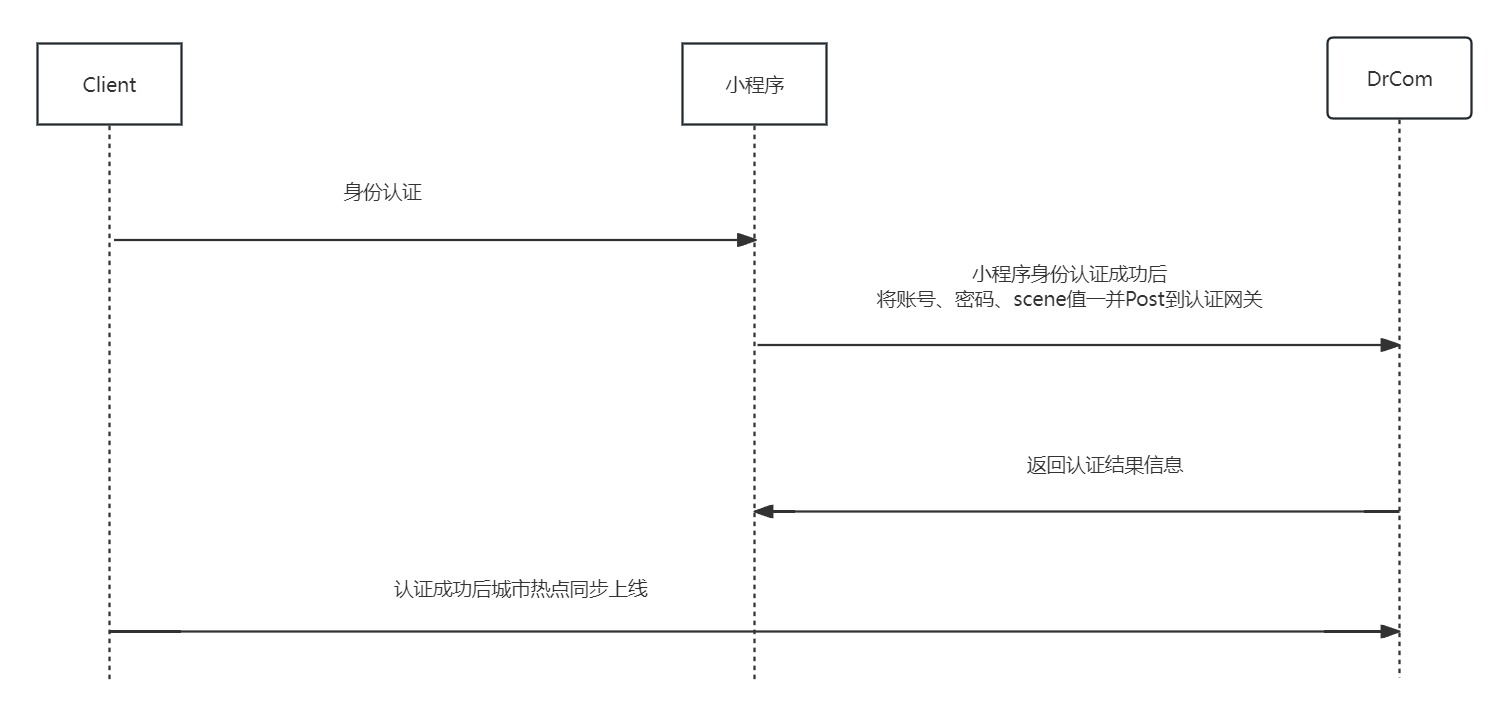 Client
小程序
DrCom
身份认证
小程序身份认证成功后
将账号、密码、scene值一并Post到认证网关
返回认证结果信息
认证成功后城市热点同步上线